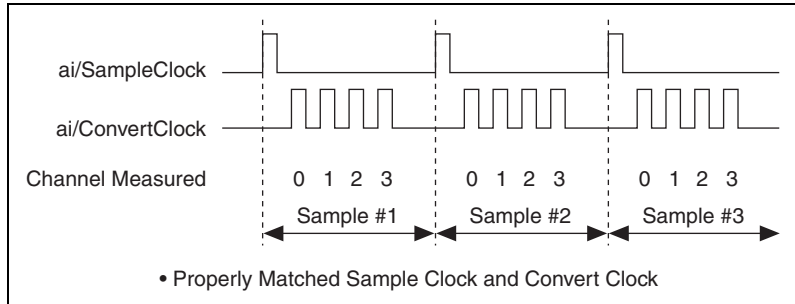 ai/SampleClock
ai/ConvertClock
Channel Measured 0 1 2 3 0 1 2 3 0 1 2 3
Sample #1 Sample #2 Sample #3
• Properly Matched Sample Clock and Convert Clock